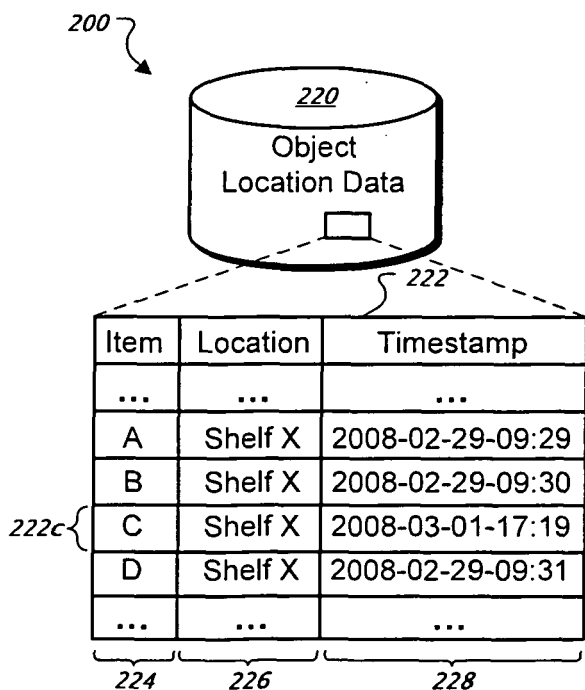 200
220
Object
Location Data
222
Item Location Timestamp
... ... ...
A Shelf X 2008-02-29-09:29
B Shelf X 2008-02-29-09:30
222c C Shelf X 2008-03-01-17:19
D Shelf X 2008-02-29-09:31
... ... ...
224 226 228